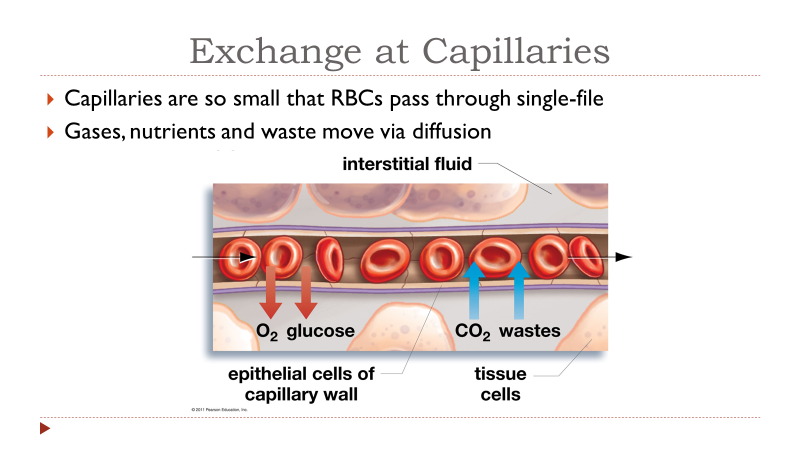 Exchange at Capillaries
Capillaries are so small that RBCs pass through single-file
Gases, nutrients and waste move via diffusion
interstitial fluid
O2 glucose
CO2 wastes
epithelial cells of
capillary wall
tissue
cells
© 2011 Pearson Education, Inc.